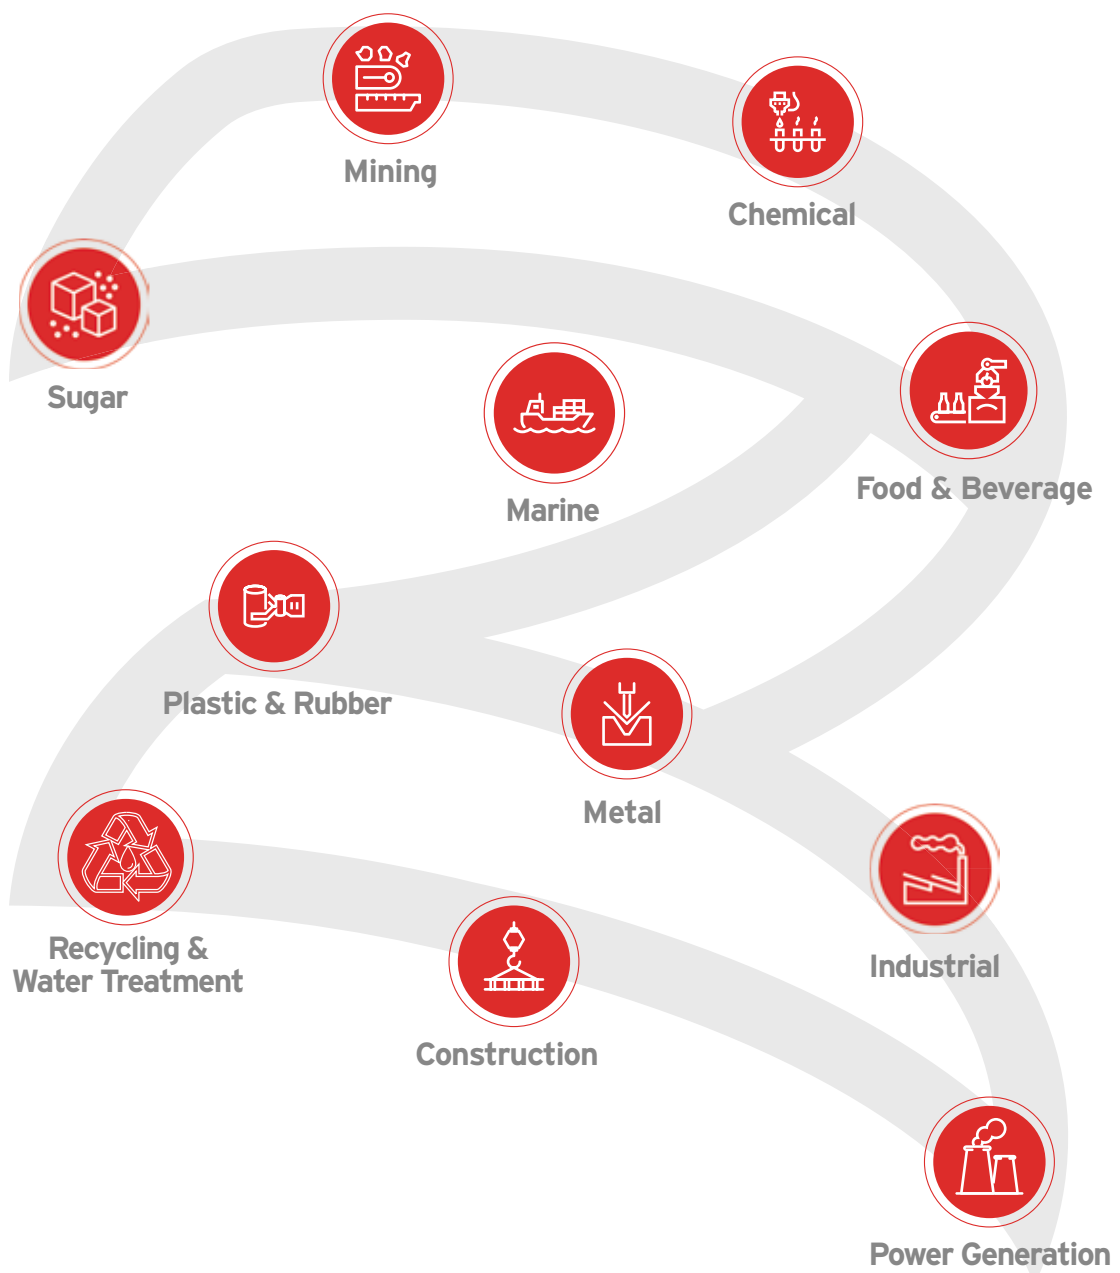 Mining
Chemical
Sugar
Food & Beverage
Marine
Plastic & Rubber
Metal
Recycling &
Water Treatment
Industrial
Construction
Power Generation